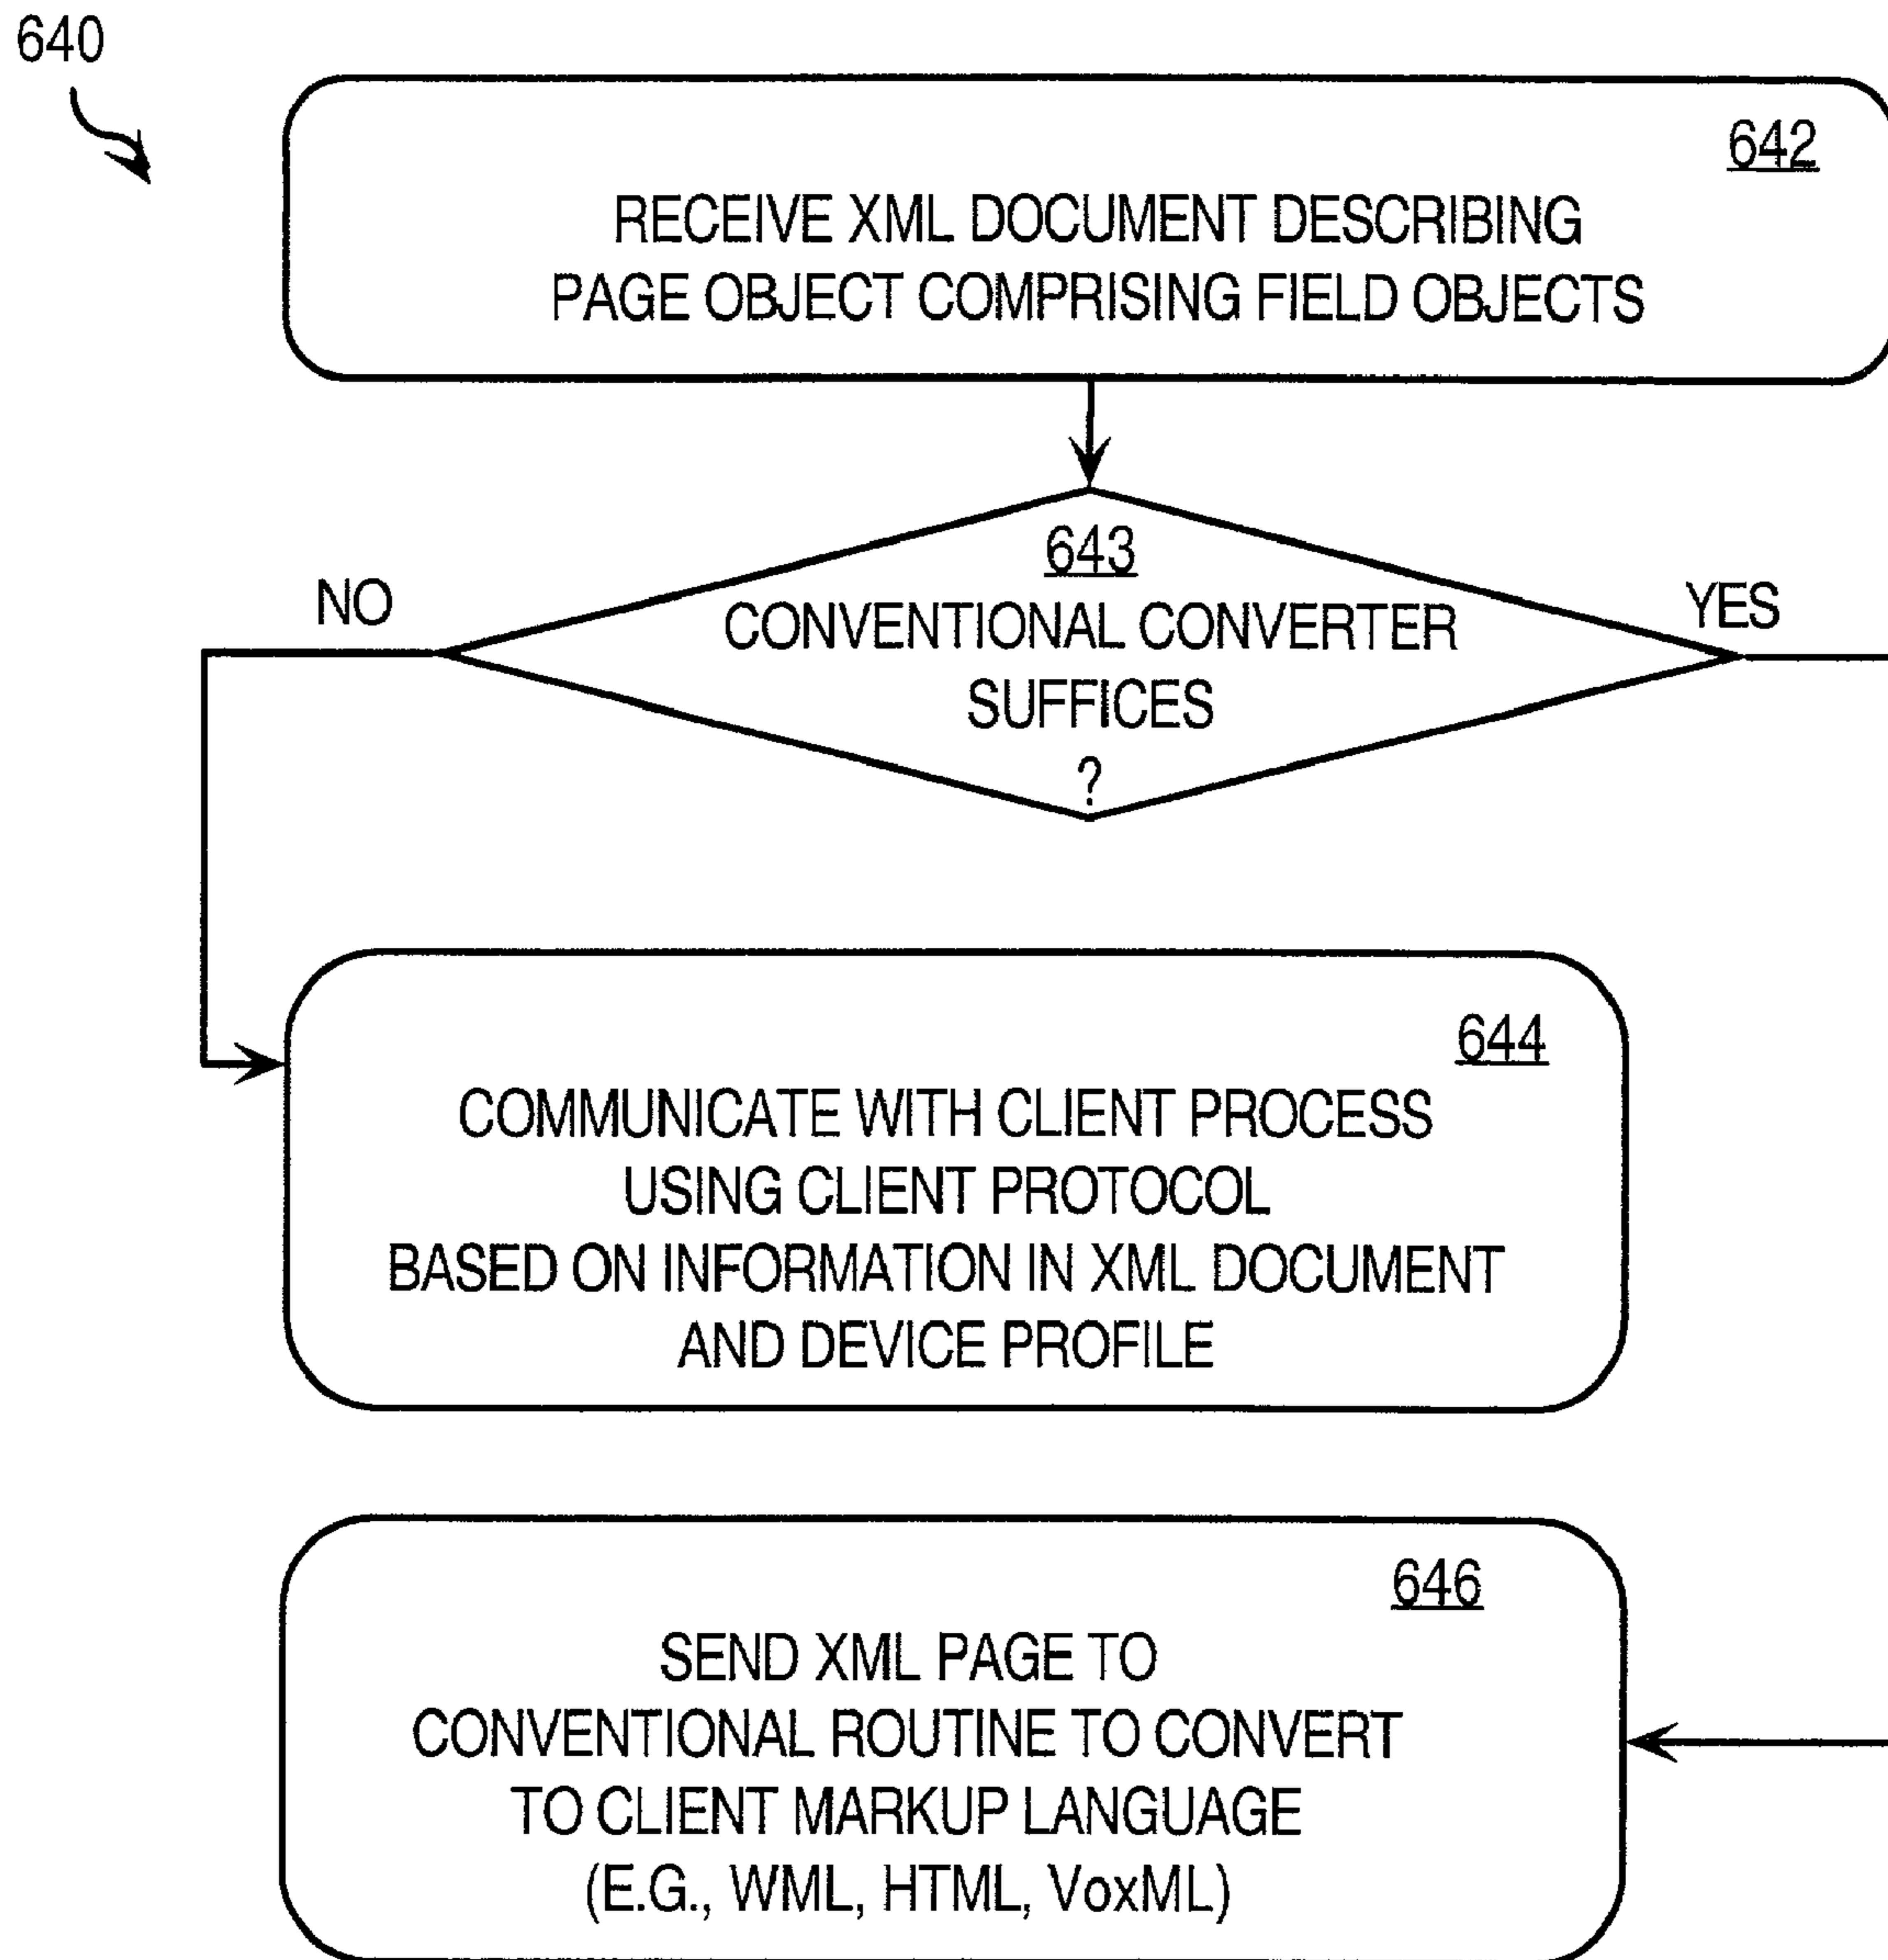 640
642
RECEIVE XML DOCUMENT DESCRIBING
PAGE OBJECT COMPRISING FIELD OBJECTS
643
NO
YES
CONVENTIONAL CONVERTER
SUFFICES
?
644
COMMUNICATE WITH CLIENT PROCESS
USING CLIENT PROTOCOL
BASED ON INFORMATION IN XML DOCUMENT
AND DEVICE PROFILE
646
SEND XML PAGE TO
CONVENTIONAL ROUTINE TO CONVERT
TO CLIENT MARKUP LANGUAGE
(E.G., WML, HTML, VoxML)